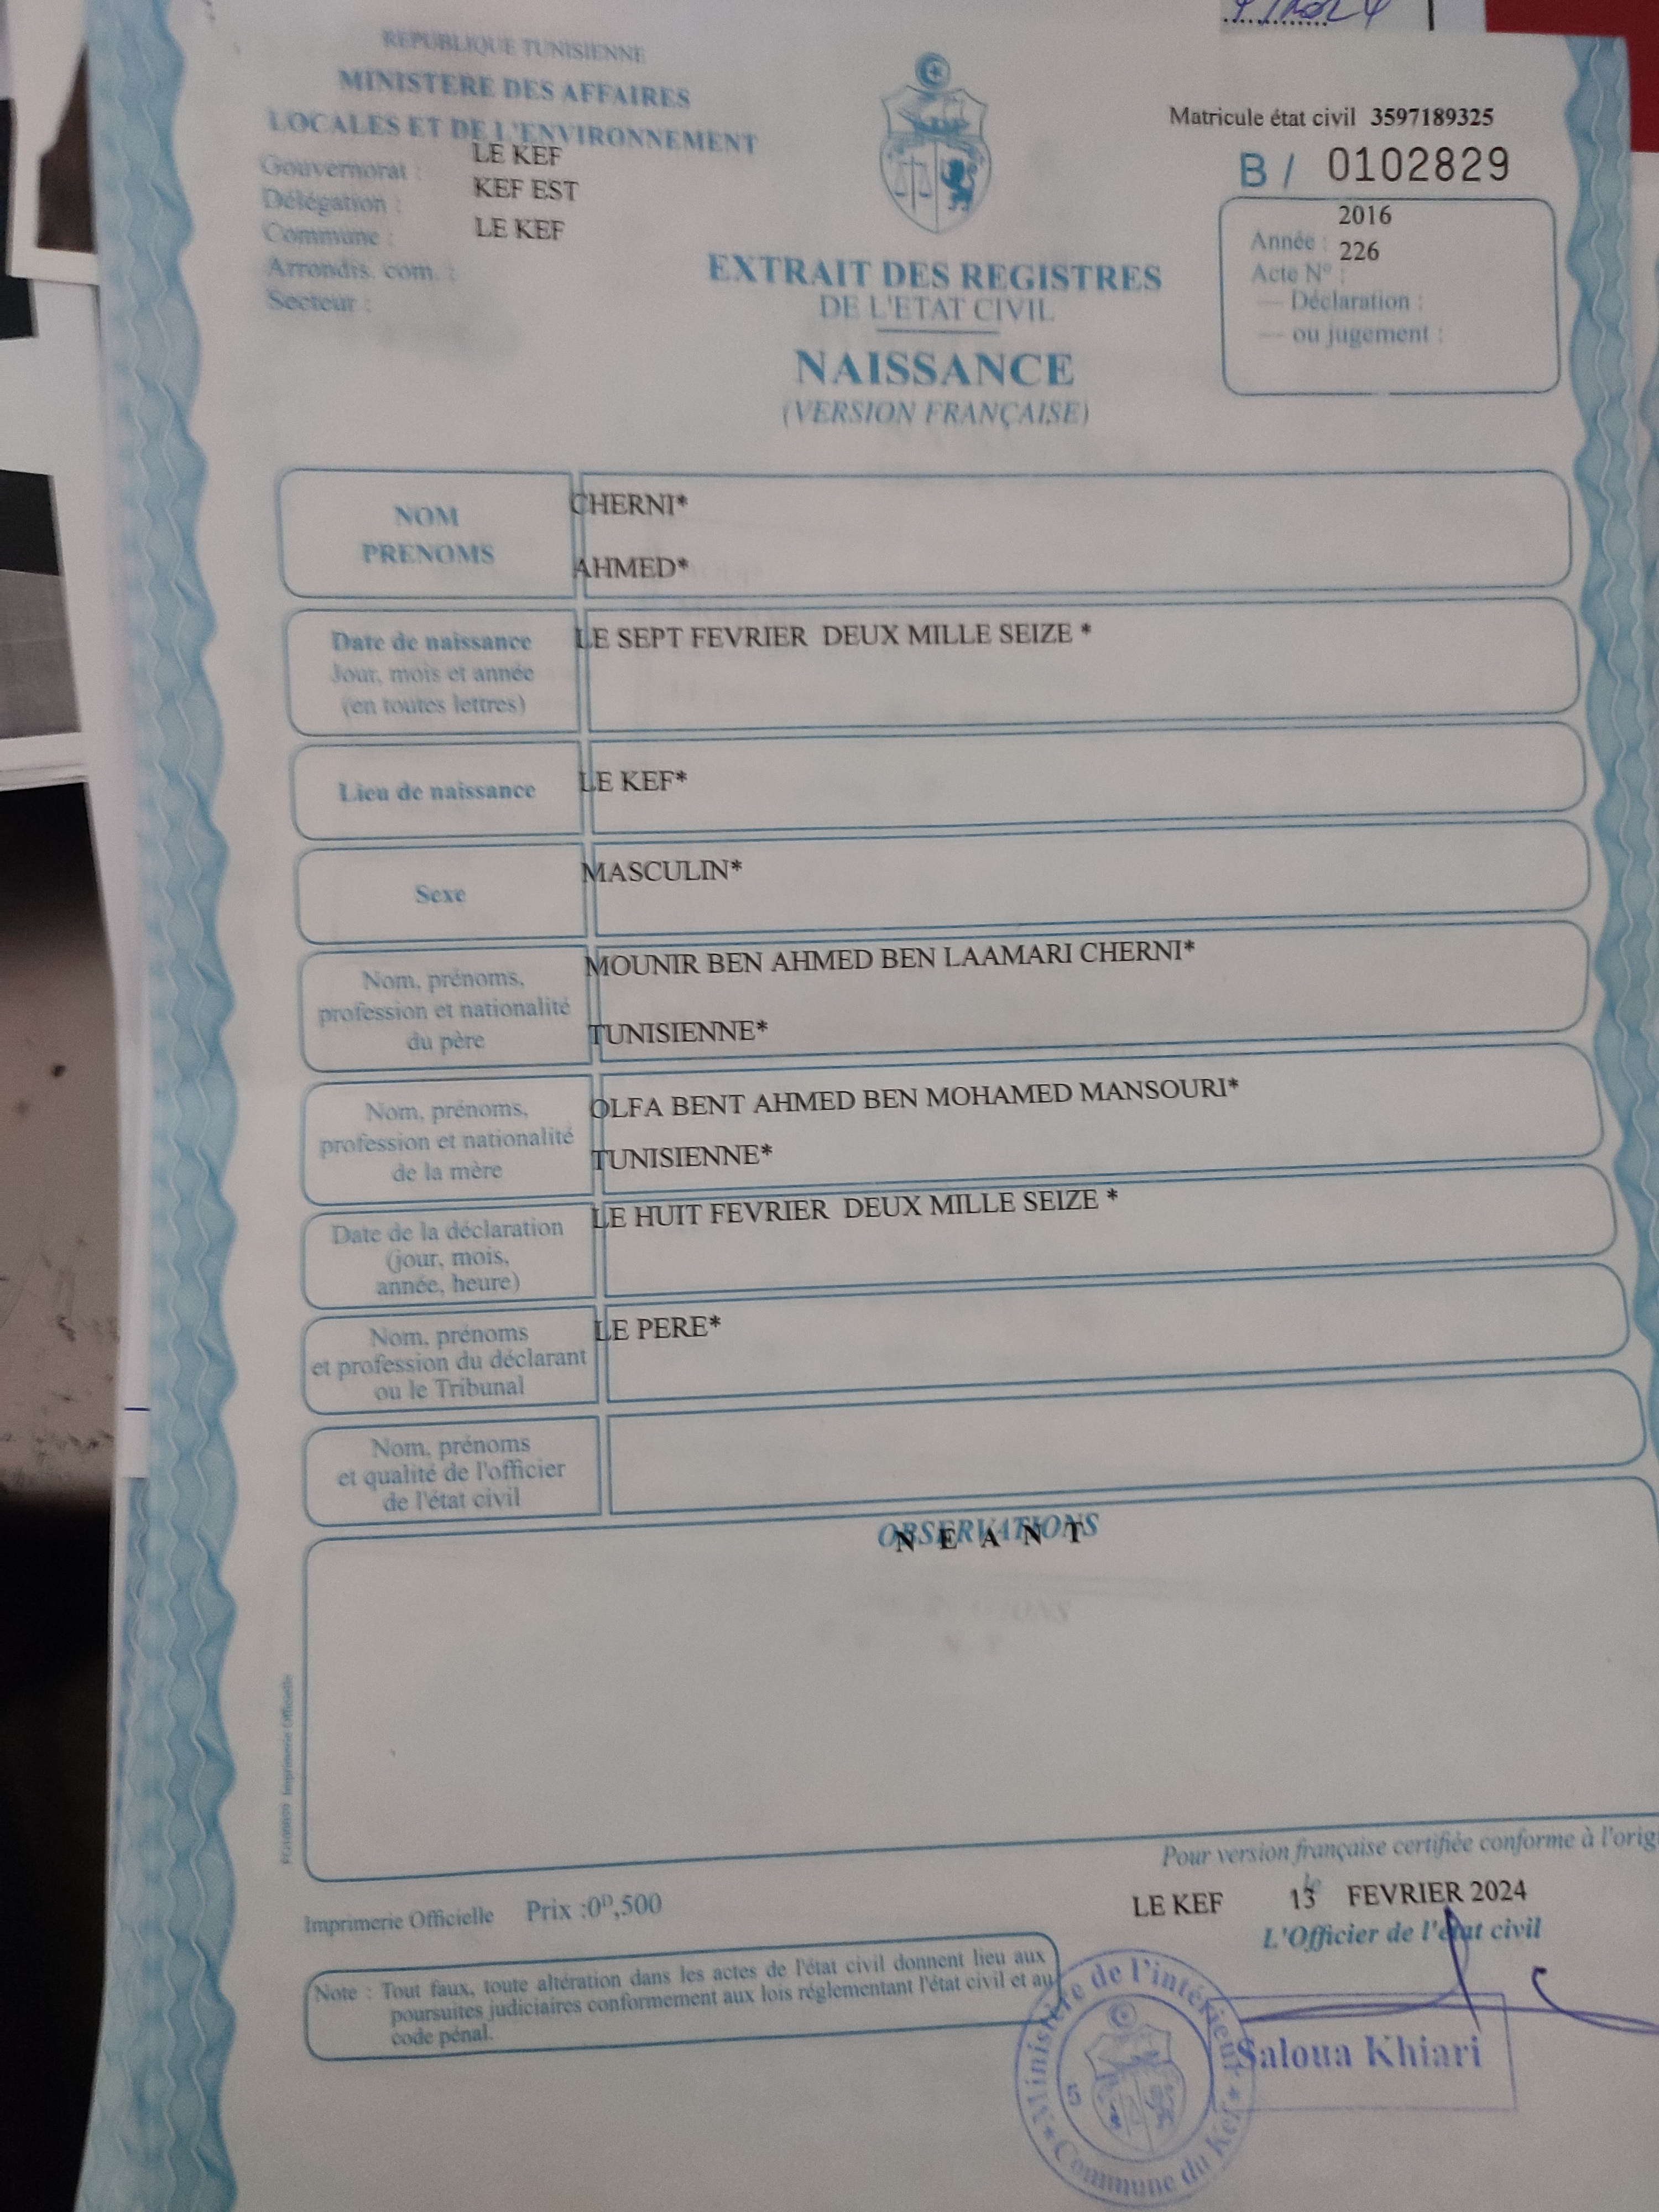 REPUBLIQUE TUNISIENNE
MINISTERE DES AFFAIRES
LOCALES ET DE L'ENVIRONNEMENT
Gouvernorat : LE KEF
Délégation : KEF EST
Commune : LE KEF
Arrondis. com. :
Secteur :
Matricule état civil 3597189325
B / 0102829
Année : 2016
Acte N° : 226
— Déclaration :
— ou jugement :
EXTRAIT DES REGISTRES
DE L'ETAT CIVIL
NAISSANCE
(VERSION FRANÇAISE)
NOM CHERNI*
PRENOMS AHMED*
Date de naissance LE SEPT FEVRIER DEUX MILLE SEIZE *
Jour, mois et année
(en toutes lettres)
Lieu de naissance LE KEF*
Sexe MASCULIN*
Nom, prénoms, MOUNIR BEN AHMED BEN LAAMARI CHERNI*
profession et nationalité
du père TUNISIENNE*
Nom, prénoms, OLFA BENT AHMED BEN MOHAMED MANSOURI*
profession et nationalité
de la mère TUNISIENNE*
Date de la déclaration LE HUIT FEVRIER DEUX MILLE SEIZE *
(jour, mois,
année, heure)
Nom, prénoms LE PERE*
et profession du déclarant
ou le Tribunal
Nom, prénoms
et qualité de l'officier
de l'état civil
OBSERVATIONS
N E A N T
Imprimerie Officielle
Pour version française certifiée conforme à l'orig
Imprimerie Officielle Prix :0ᴰ,500
LE KEF le 13 FEVRIER 2024
L'Officier de l'état civil
Note : Tout faux, toute altération dans les actes de l'état civil donnent lieu aux
poursuites judiciaires conformement aux lois réglementant l'état civil et au
code pénal.
Ministère de l'intérieur
5
Commune du Kef
Saloua Khiari